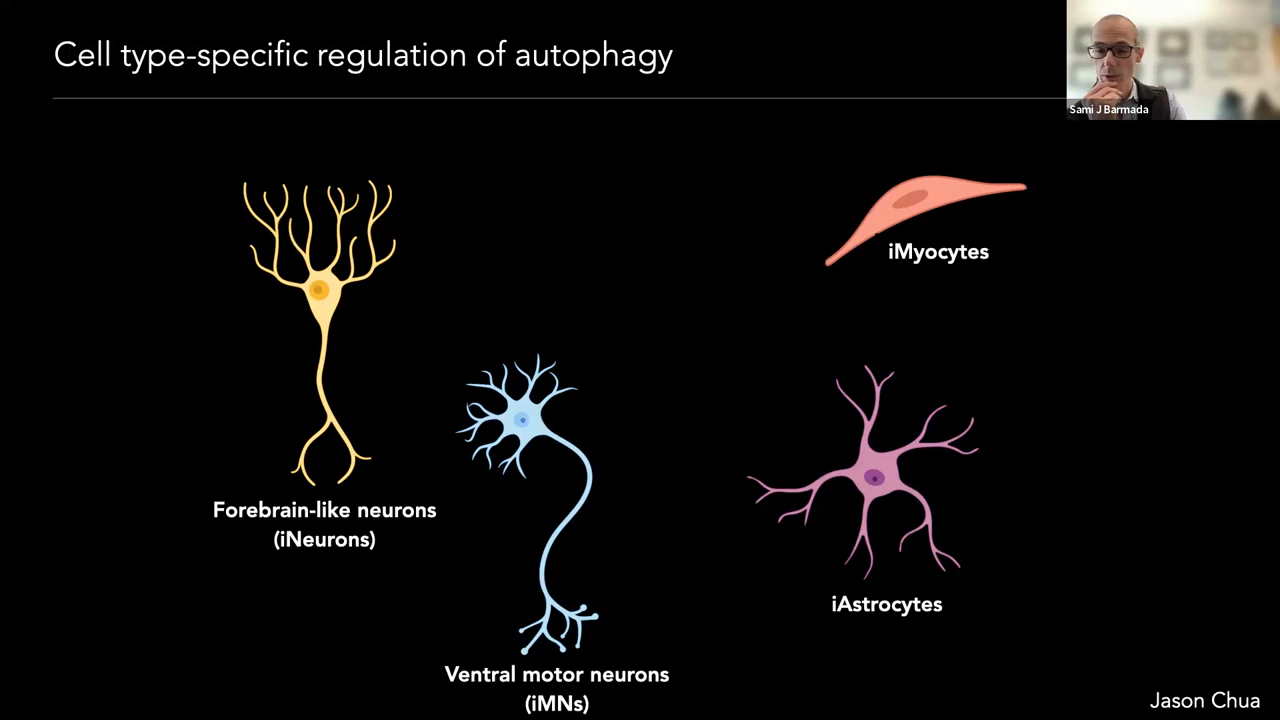 Cell type-specific regulation of autophagy
Sami J Barmada
iMyocytes
Forebrain-like neurons
(iNeurons)
iAstrocytes
Ventral motor neurons
(iMNs)
Jason Chua